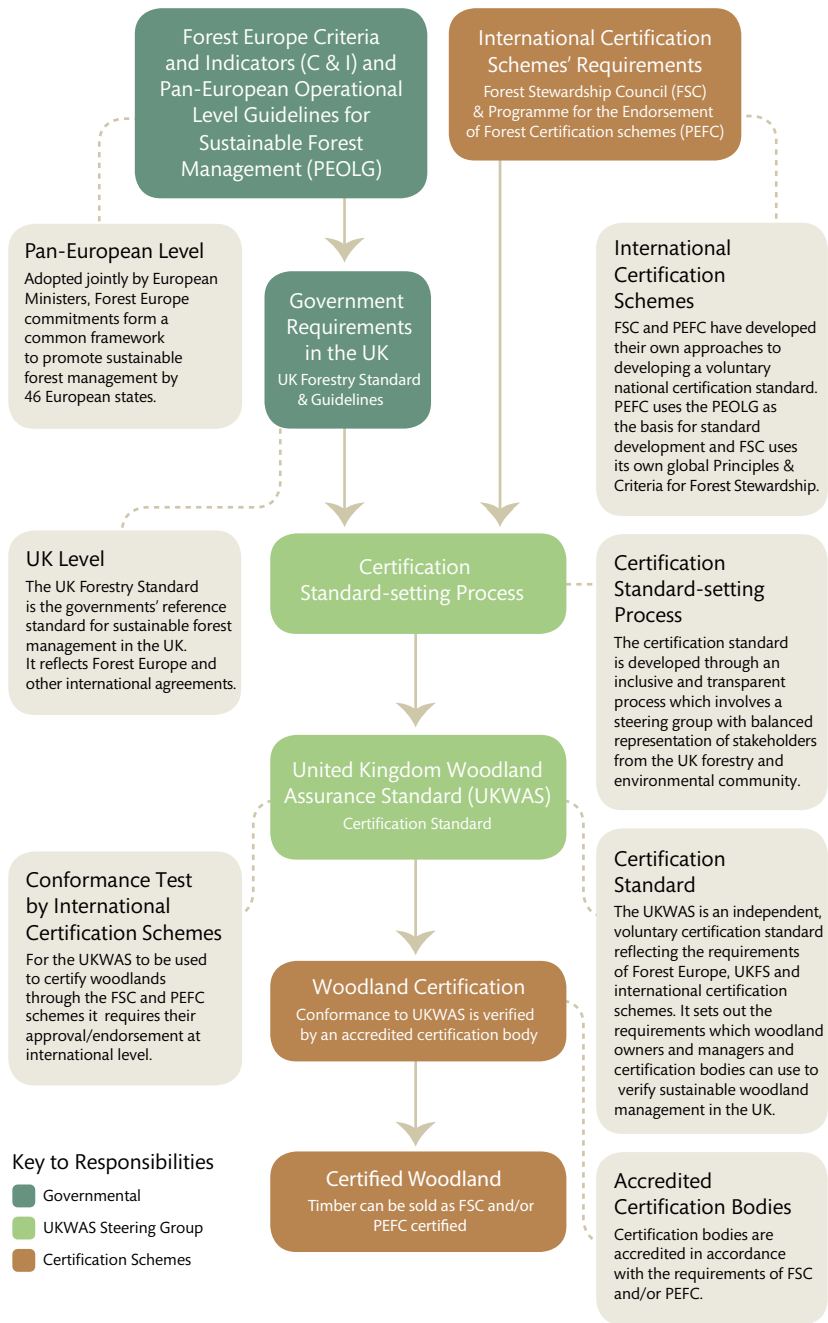 Forest Europe Criteria
and Indicators (C & I) and
Pan-European Operational
Level Guidelines for
Sustainable Forest
Management (PEOLG)
International Certification
Schemes' Requirements
Forest Stewardship Council (FSC)
& Programme for the Endorsement
of Forest Certification schemes (PEFC)
Pan-European Level
Adopted jointly by European
Ministers, Forest Europe
commitments form a
common framework
to promote sustainable
forest management by
46 European states.
Government
Requirements
in the UK
UK Forestry Standard
& Guidelines
International
Certification
Schemes
FSC and PEFC have developed
their own approaches to
developing a voluntary
national certification standard.
PEFC uses the PEOLG as
the basis for standard
development and FSC uses
its own global Principles &
Criteria for Forest Stewardship.
UK Level
The UK Forestry Standard
is the governments' reference
standard for sustainable forest
management in the UK.
It reflects Forest Europe and
other international agreements.
Certification
Standard-setting Process
Certification
Standard-setting
Process
The certification standard
is developed through an
inclusive and transparent
process which involves a
steering group with balanced
representation of stakeholders
from the UK forestry and
environmental community.
United Kingdom Woodland
Assurance Standard (UKWAS)
Certification Standard
Conformance Test
by International
Certification Schemes
For the UKWAS to be used
to certify woodlands
through the FSC and PEFC
schemes it requires their
approval/endorsement at
international level.
Certification
Standard
The UKWAS is an independent,
voluntary certification standard
reflecting the requirements
of Forest Europe, UKFS and
international certification
schemes. It sets out the
requirements which woodland
owners and managers and
certification bodies can use to
verify sustainable woodland
management in the UK.
Woodland Certification
Conformance to UKWAS is verified
by an accredited certification body
Certified Woodland
Timber can be sold as FSC and/or
PEFC certified
Accredited
Certification Bodies
Certification bodies are
accredited in accordance
with the requirements of FSC
and/or PEFC.
Key to Responsibilities
Governmental
UKWAS Steering Group
Certification Schemes